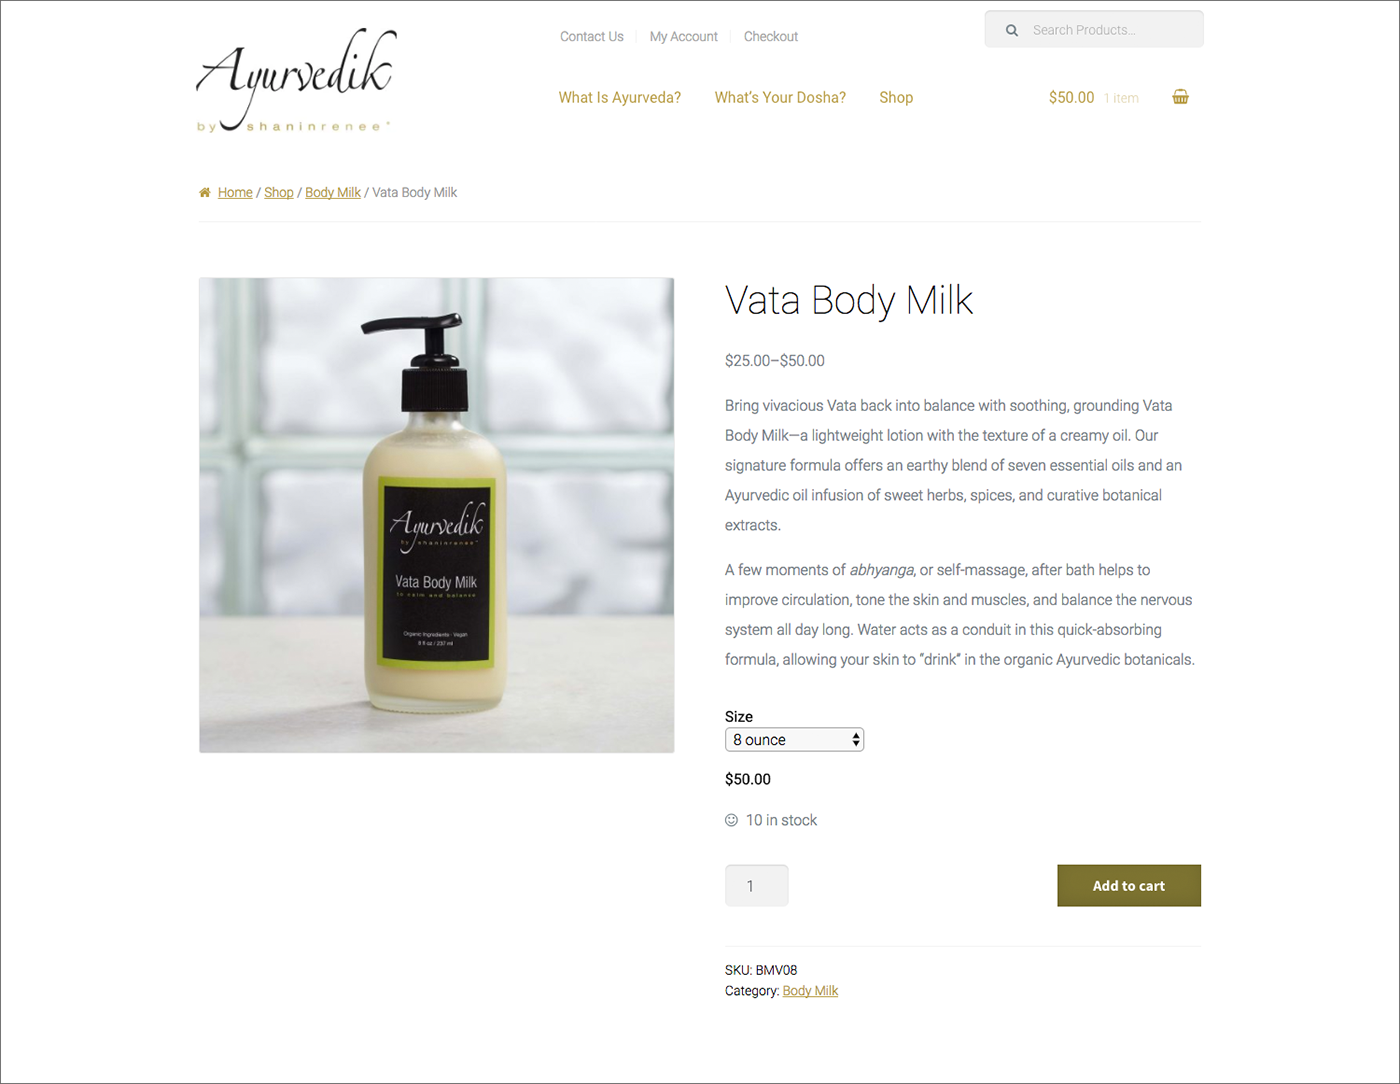 Ayurvedik
by shaninrenee
Contact Us
My Account
Checkout
Search Products...
What Is Ayurveda?
What's Your Dosha?
Shop
$50.00 1 item
Home / Shop / Body Milk / Vata Body Milk
Ayurvedik
by shaninrenee
Vata Body Milk
to calm and balance
Organic Ingredients · Vegan
8 fl oz / 237 ml
Vata Body Milk
$25.00–$50.00
Bring vivacious Vata back into balance with soothing, grounding Vata
Body Milk—a lightweight lotion with the texture of a creamy oil. Our
signature formula offers an earthy blend of seven essential oils and an
Ayurvedic oil infusion of sweet herbs, spices, and curative botanical
extracts.
A few moments of abhyanga, or self-massage, after bath helps to
improve circulation, tone the skin and muscles, and balance the nervous
system all day long. Water acts as a conduit in this quick-absorbing
formula, allowing your skin to “drink” in the organic Ayurvedic botanicals.
Size
8 ounce
$50.00
10 in stock
1
Add to cart
SKU: BMV08
Category: Body Milk